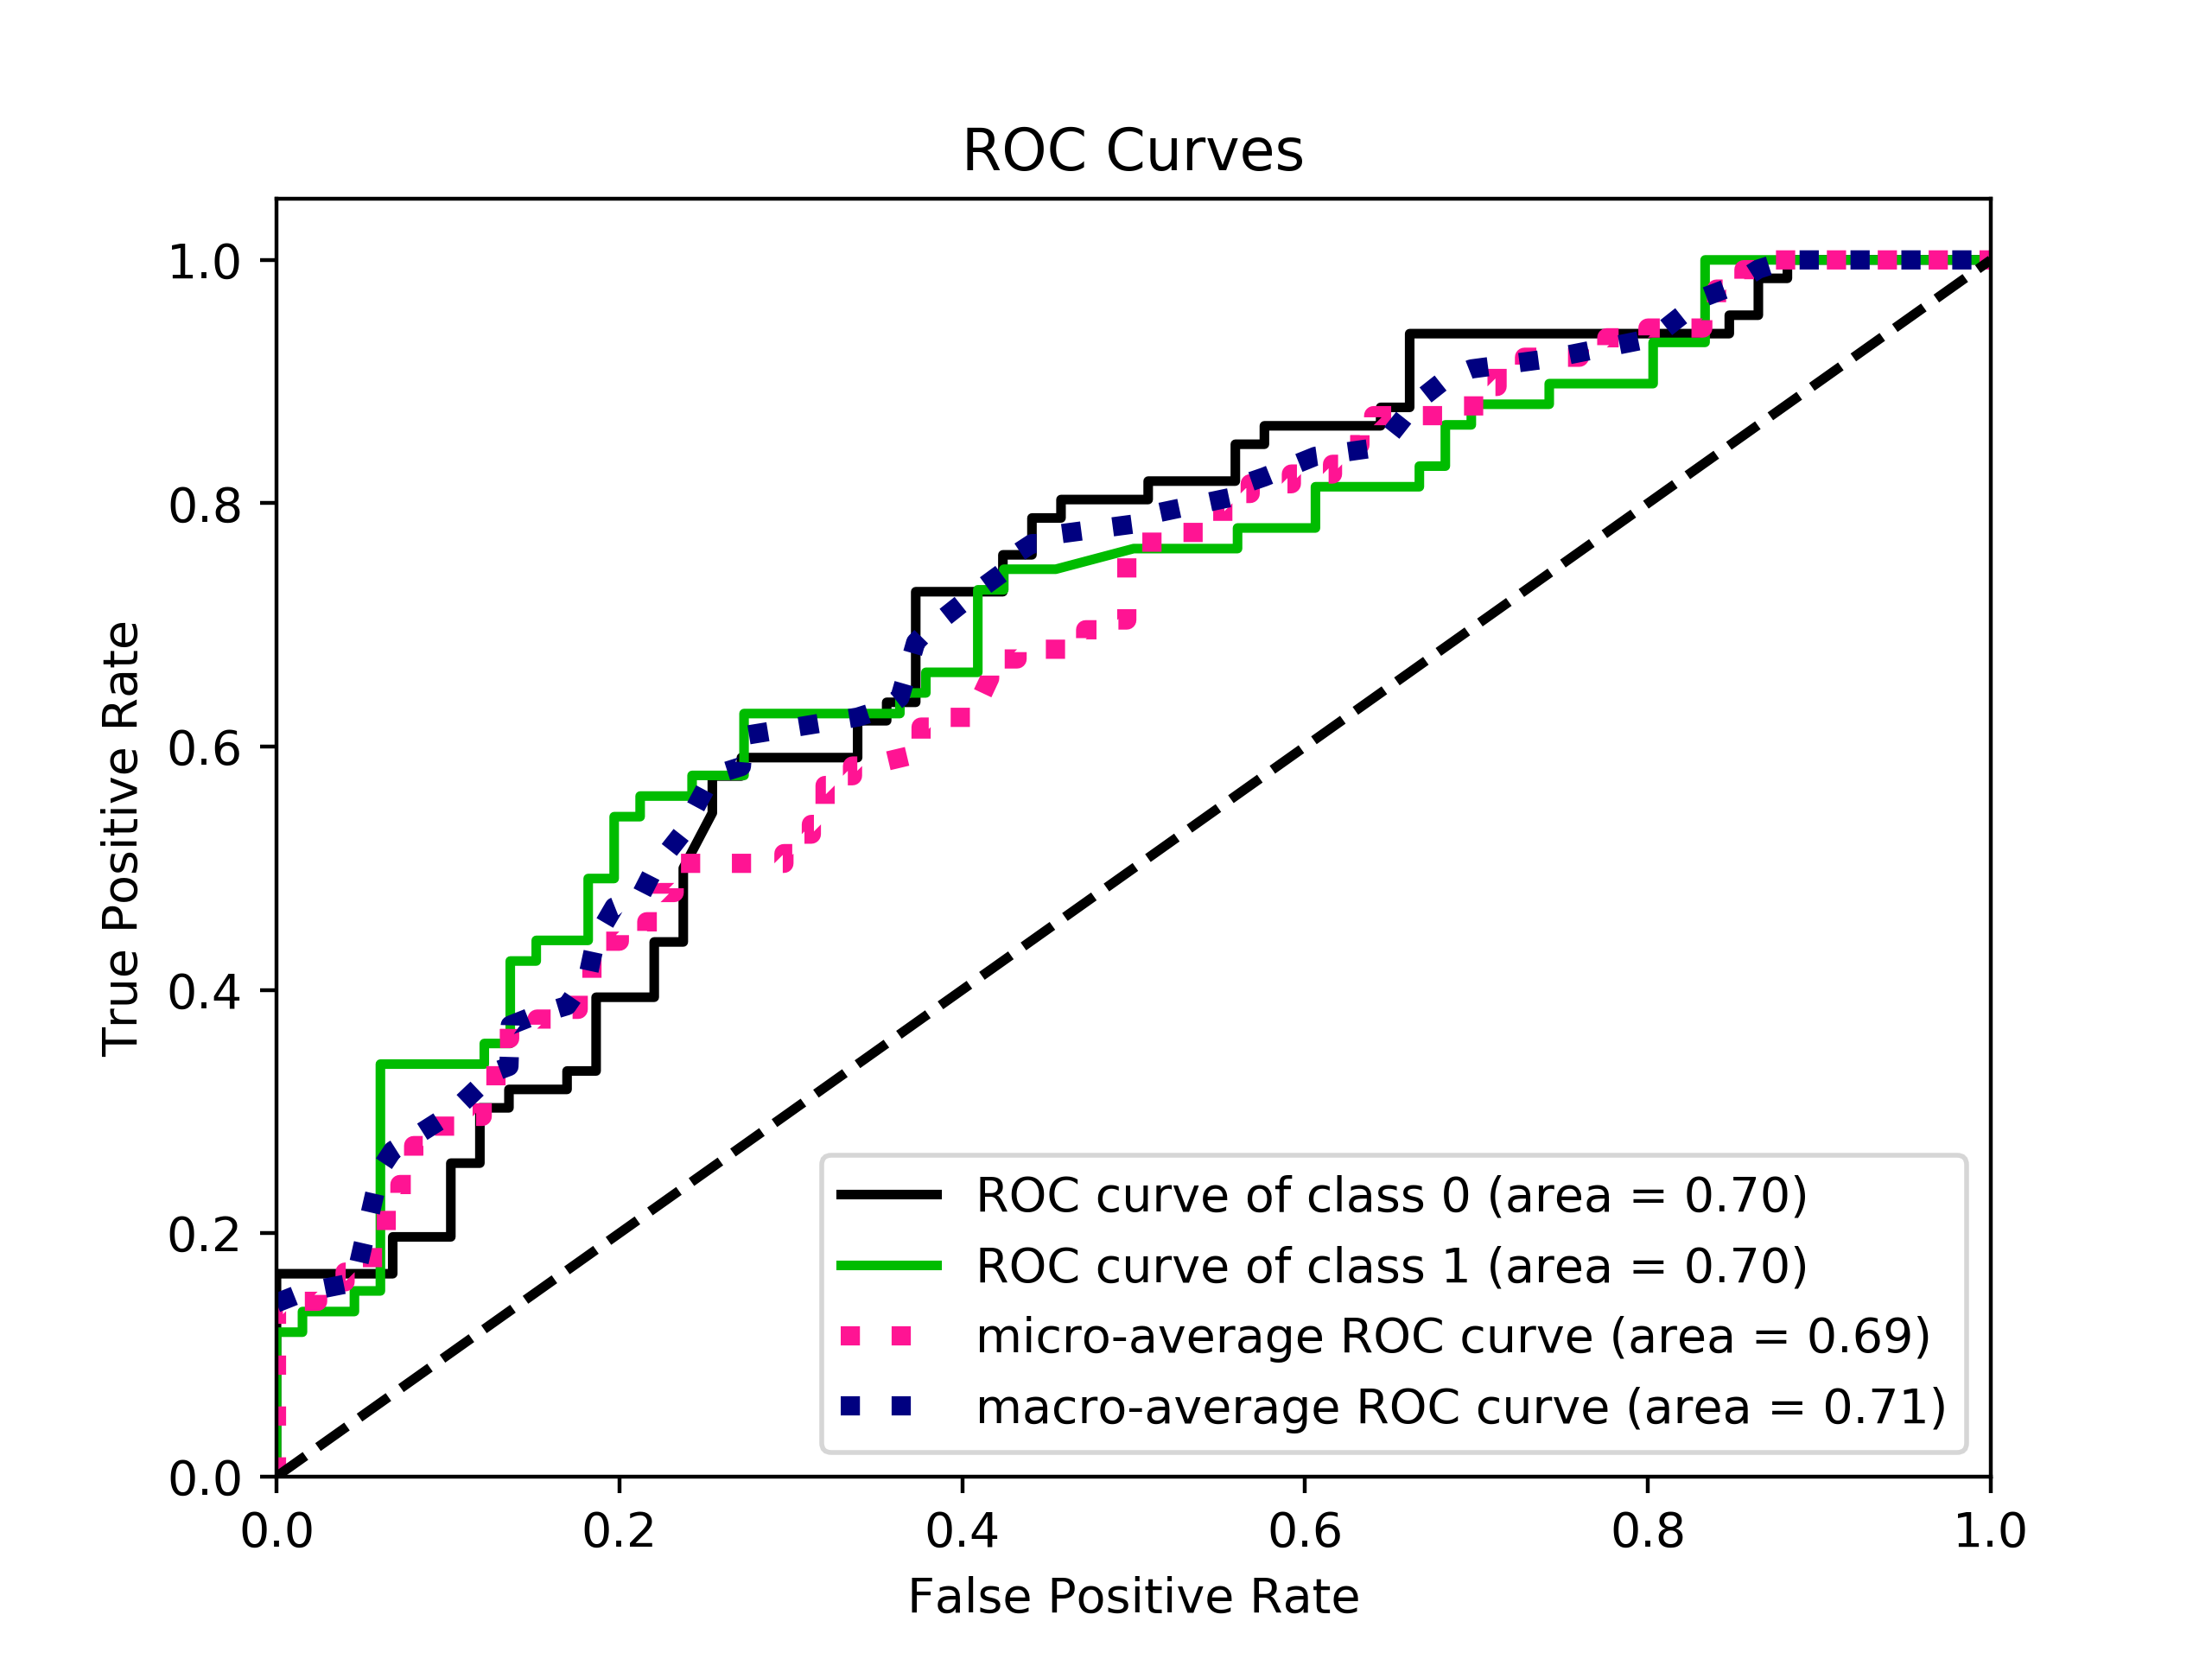 ROC Curves
True Positive Rate
1.0
0.8
0.6
0.4
0.2
0.0
ROC curve of class 0 (area = 0.70)
ROC curve of class 1 (area = 0.70)
micro-average ROC curve (area = 0.69)
macro-average ROC curve (area = 0.71)
0.0 0.2 0.4 0.6 0.8 1.0
False Positive Rate